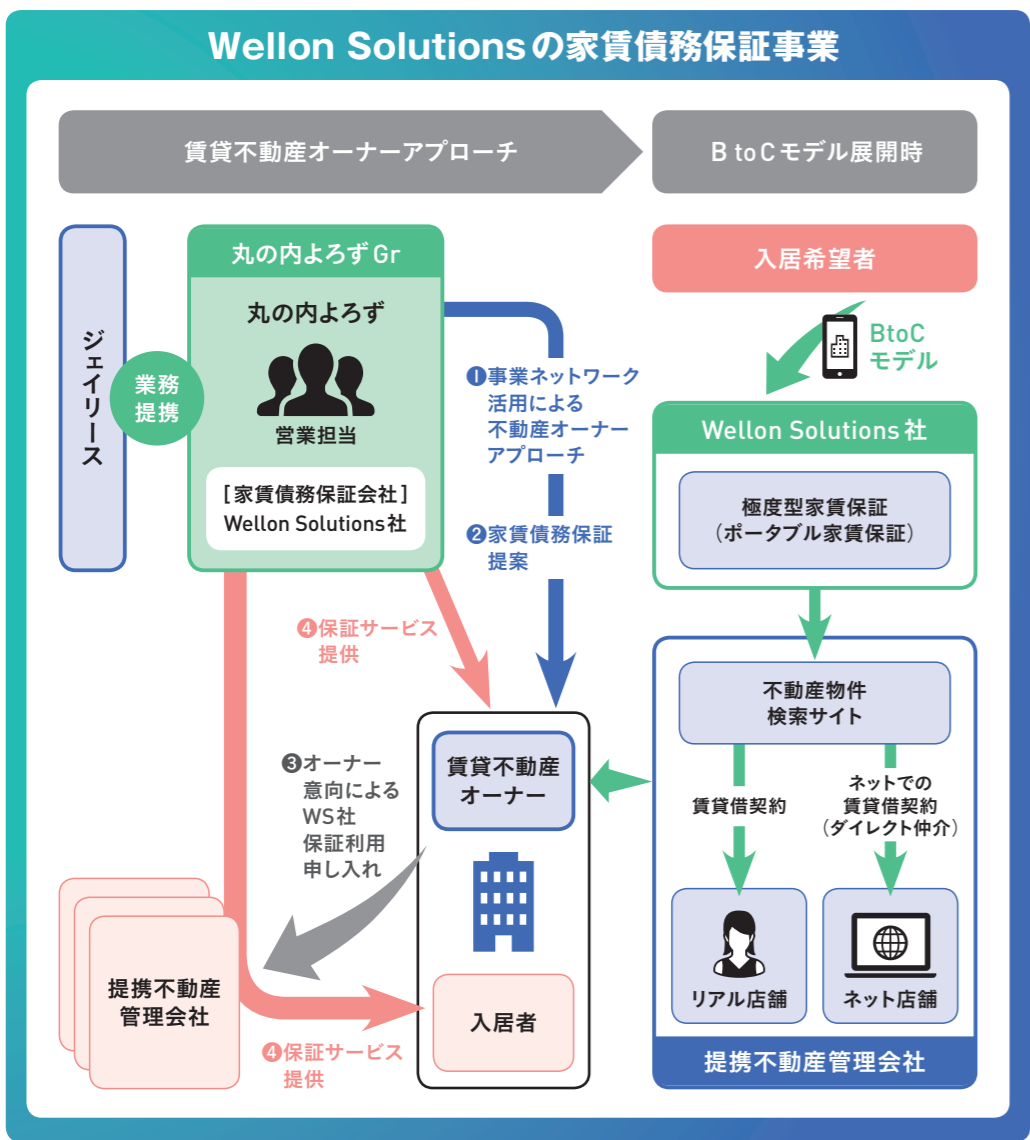 Wellon Solutionsの家賃債務保証事業
賃貸不動産オーナーアプローチ
B to Cモデル展開時
ジェイリース
業務
提携
丸の内よろずGr
丸の内よろず
営業担当
[家賃債務保証会社]
Wellon Solutions社
❶事業ネットワーク
活用による
不動産オーナー
アプローチ
❷家賃債務保証
提案
❹保証サービス
提供
❸オーナー
意向による
WS社
保証利用
申し入れ
賃貸不動産
オーナー
入居者
提携不動産
管理会社
❹保証サービス
提供
入居希望者
BtoC
モデル
Wellon Solutions社
極度型家賃保証
(ポータブル家賃保証)
不動産物件
検索サイト
賃貸借契約
ネットでの
賃貸借契約
(ダイレクト仲介)
リアル店舗
ネット店舗
提携不動産管理会社